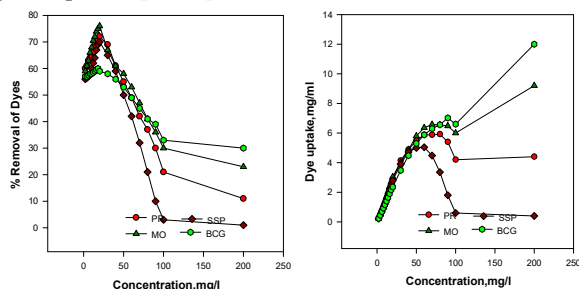 80
70
60
50
40
30
20
10
0
% Removal of Dyes
PR
SSP
MO
BCG
0 50 100 150 200 250
Concentration,mg/l
14
12
10
8
6
4
2
0
Dye uptake,mg/ml
PR
SSP
MO
BCG
0 50 100 150 200 250
Concentration,mg/l